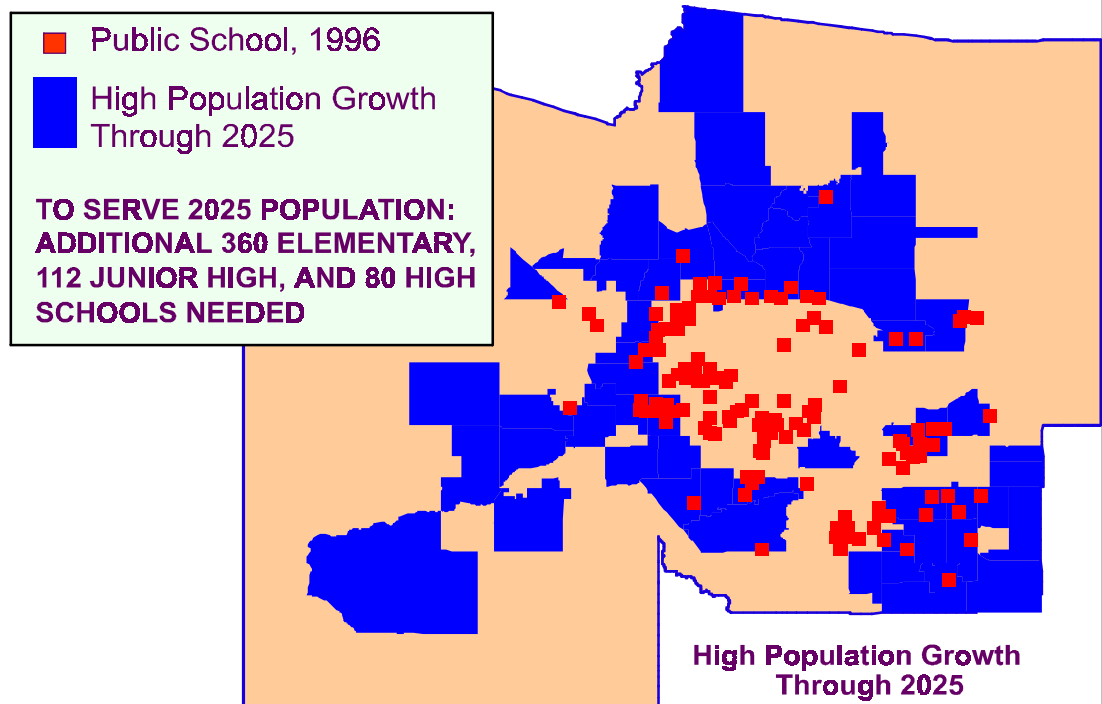 Public School, 1996
High Population Growth
Through 2025
TO SERVE 2025 POPULATION:
ADDITIONAL 360 ELEMENTARY,
112 JUNIOR HIGH, AND 80 HIGH
SCHOOLS NEEDED
High Population Growth
Through 2025